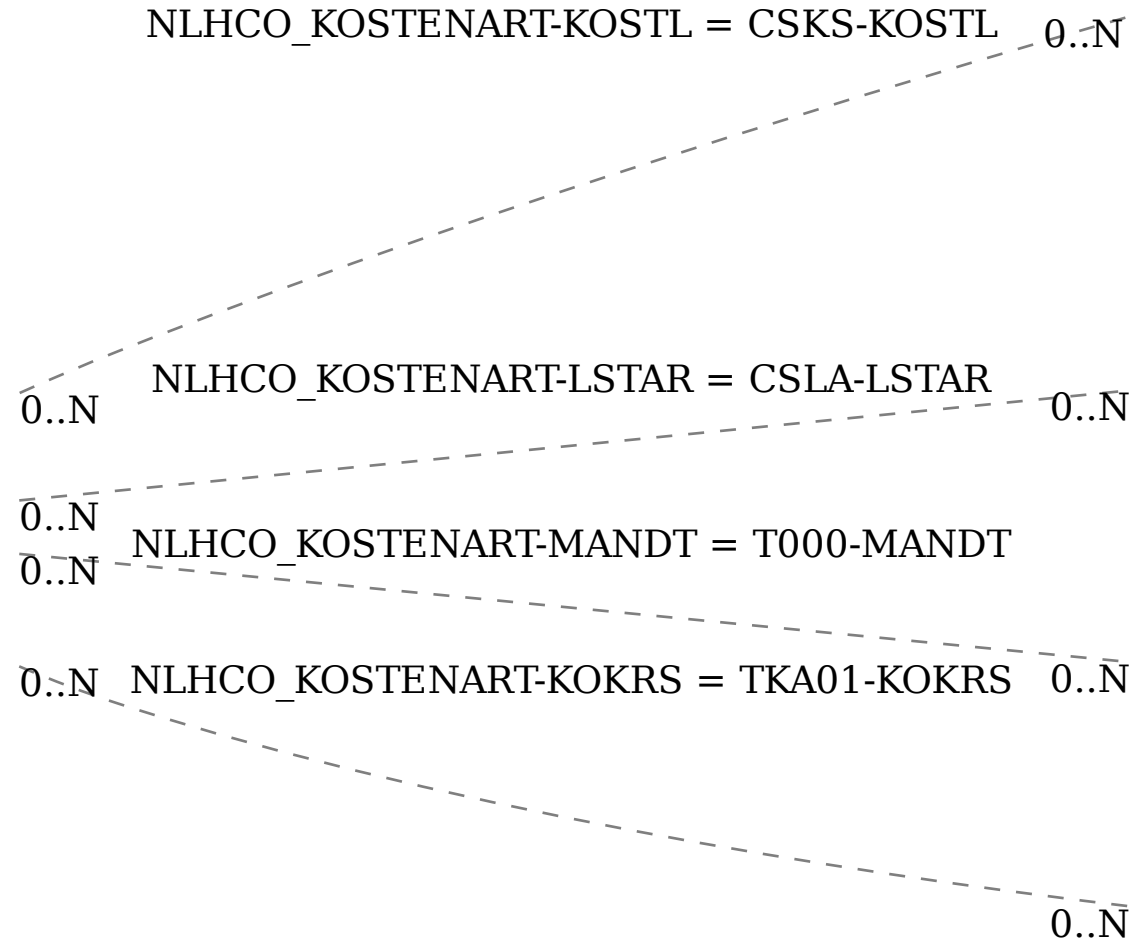 NLHCO_KOSTENART-KOSTL = CSKS-KOSTL 0..N
NLHCO_KOSTENART-LSTAR = CSLA-LSTAR
0..N 0..N
0..N
NLHCO_KOSTENART-MANDT = T000-MANDT
0..N
0..N NLHCO_KOSTENART-KOKRS = TKA01-KOKRS 0..N
0..N